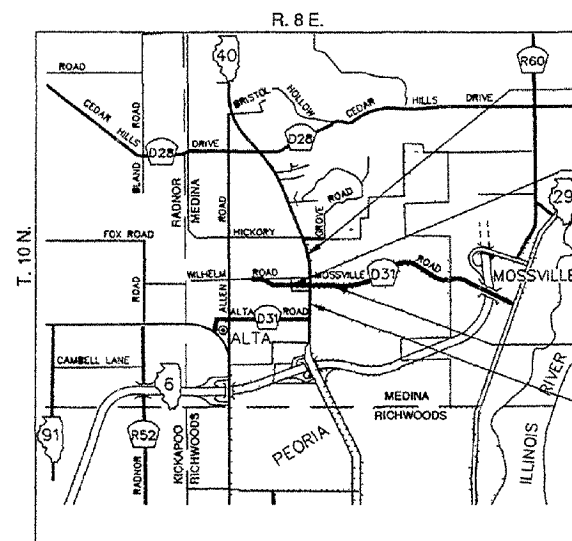 R. 8 E.
T. 10 N.
ROAD
40
R60
BRISTOL HOLLOW
CEDAR HILLS DRIVE
CEDAR HILLS
D28
DRIVE
D28
BLAND ROAD
RADNOR
MEDINA
ROAD
GROVE ROAD
29
HICKORY
FOX ROAD
WILHELM ROAD
MOSSVILLE
D31
ROAD
MOSSVILLE
ROAD
ALLEN
ALTA ROAD
D31
ALTA
CAMBELL LANE
6
MEDINA
RICHWOODS
RIVER
91
R52
RADNOR
KICKAPOO
RICHWOODS
PEORIA
ILLINOIS